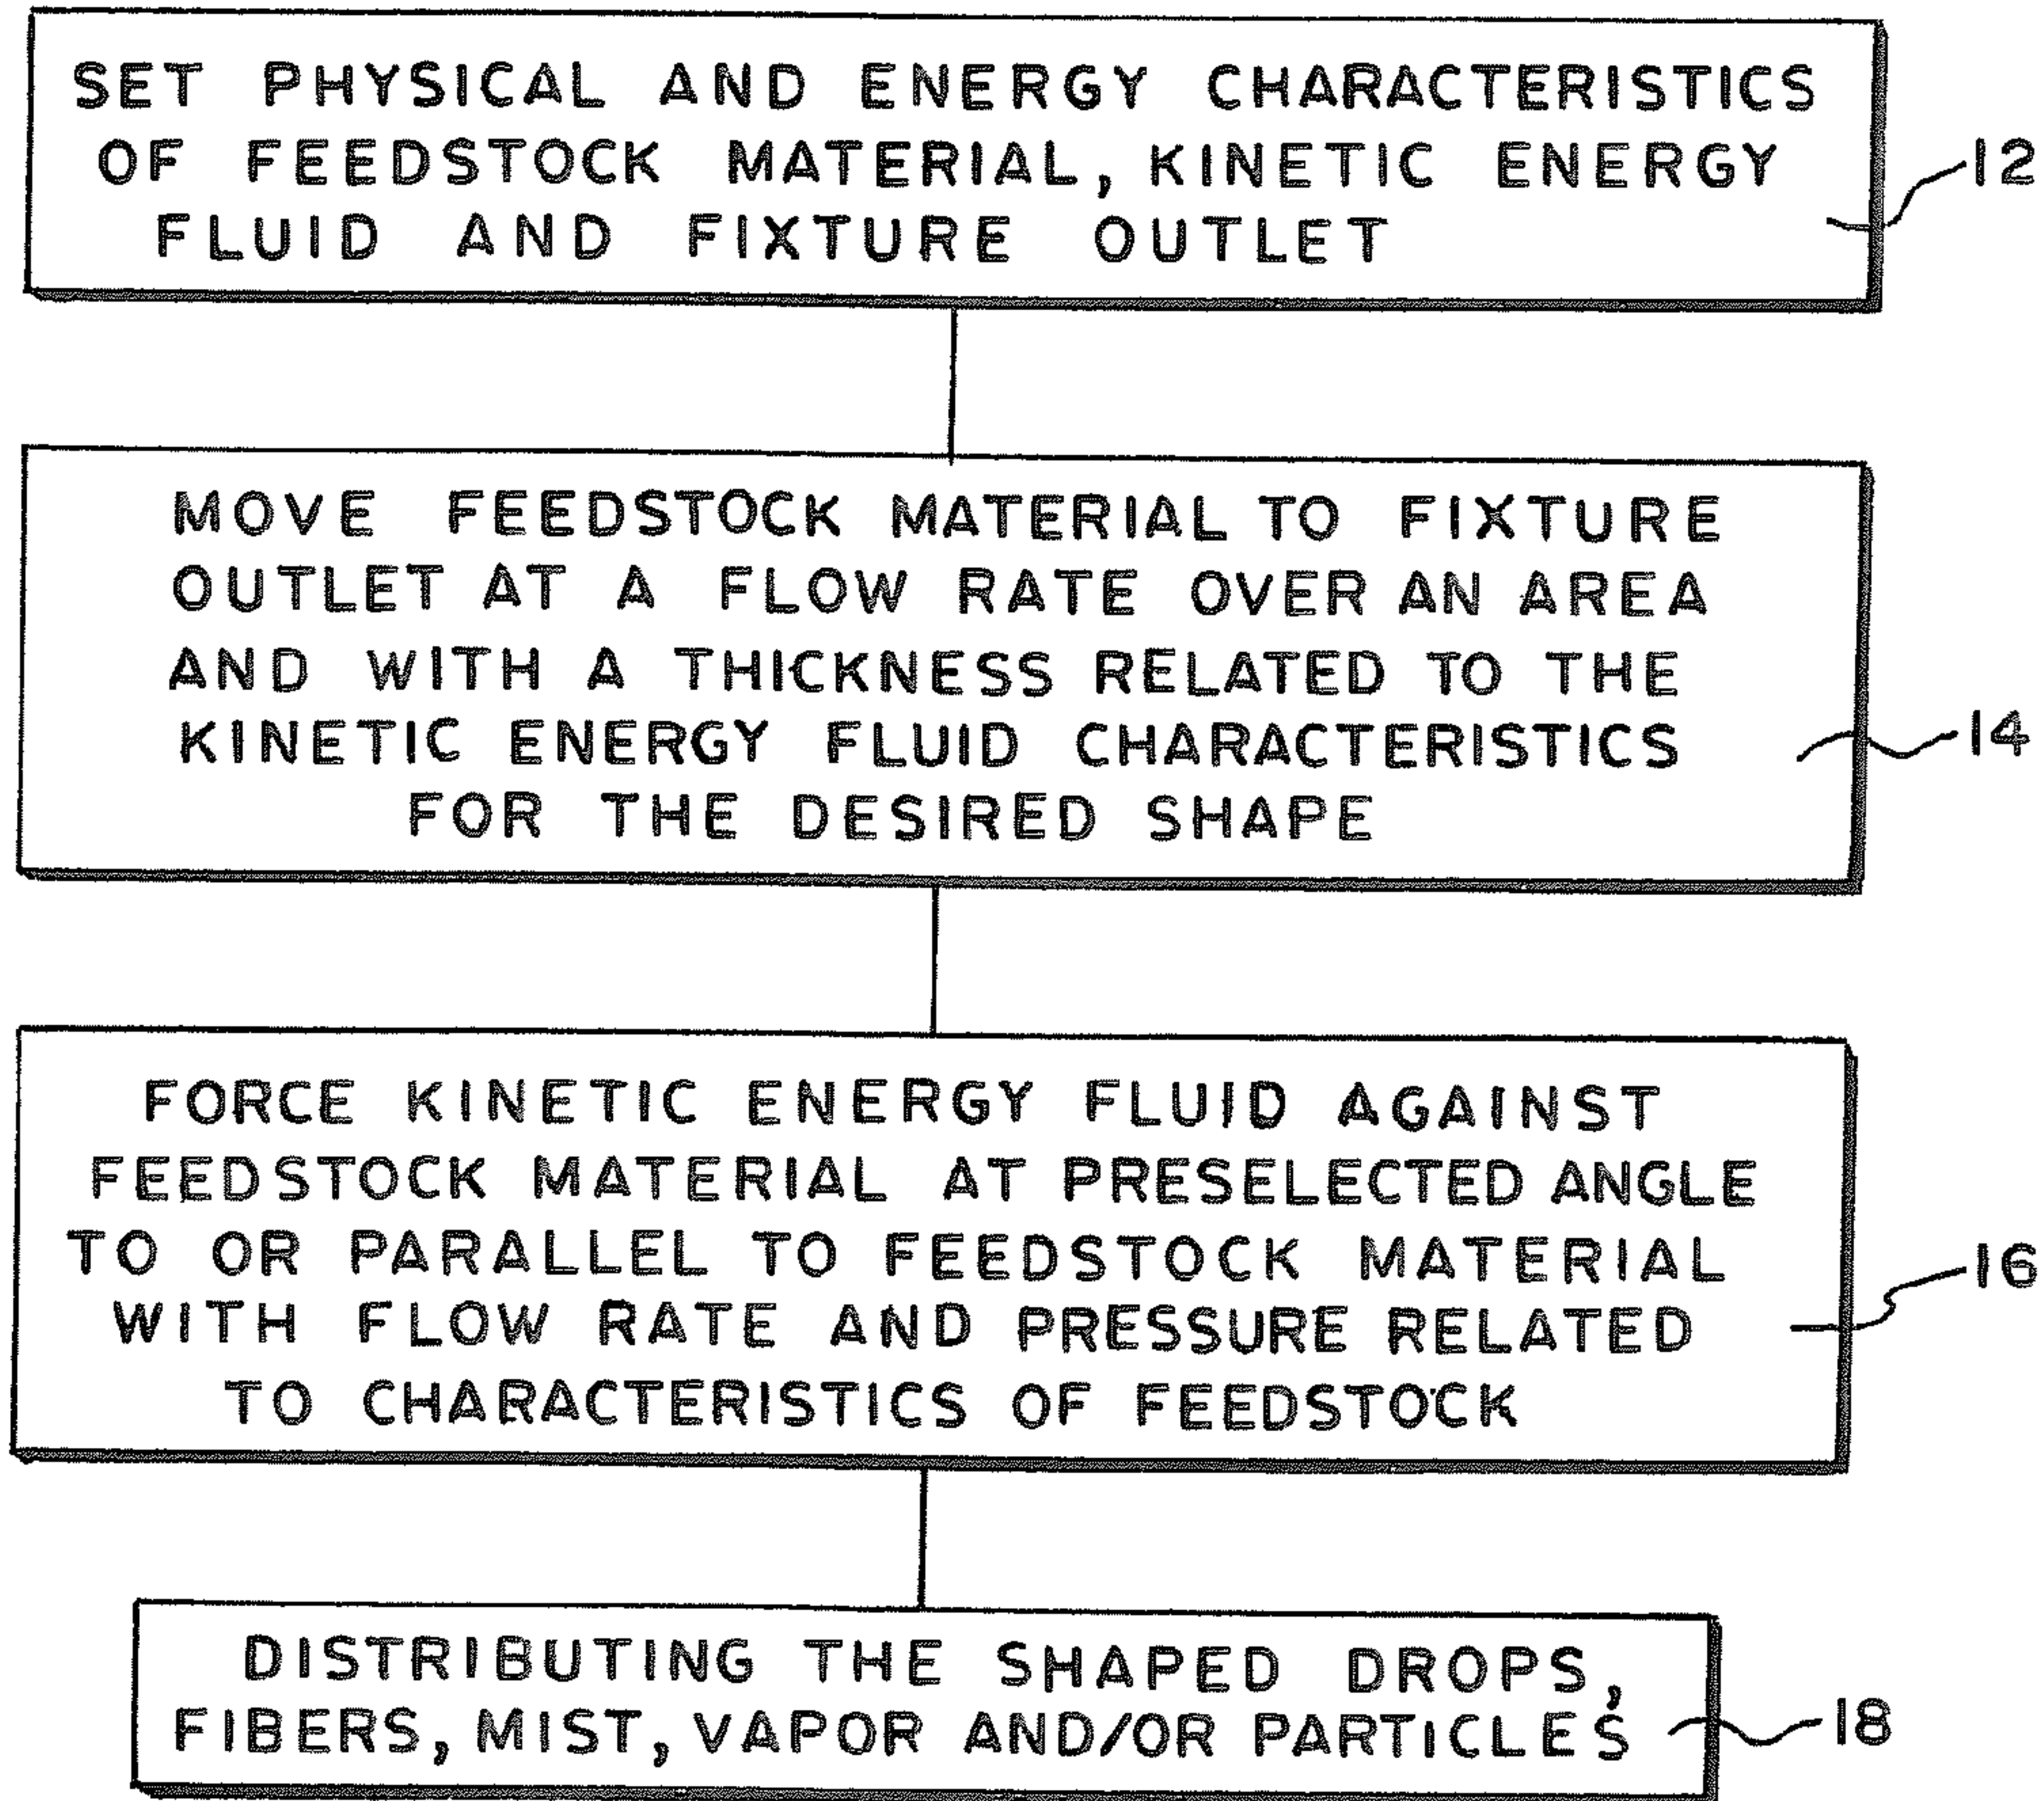 SET PHYSICAL AND ENERGY CHARACTERISTICS
OF FEEDSTOCK MATERIAL, KINETIC ENERGY
FLUID AND FIXTURE OUTLET
12
MOVE FEEDSTOCK MATERIAL TO FIXTURE
OUTLET AT A FLOW RATE OVER AN AREA
AND WITH A THICKNESS RELATED TO THE
KINETIC ENERGY FLUID CHARACTERISTICS
FOR THE DESIRED SHAPE
14
FORCE KINETIC ENERGY FLUID AGAINST
FEEDSTOCK MATERIAL AT PRESELECTED ANGLE
TO OR PARALLEL TO FEEDSTOCK MATERIAL
WITH FLOW RATE AND PRESSURE RELATED
TO CHARACTERISTICS OF FEEDSTOCK
16
DISTRIBUTING THE SHAPED DROPS,
FIBERS, MIST, VAPOR AND/OR PARTICLES
18